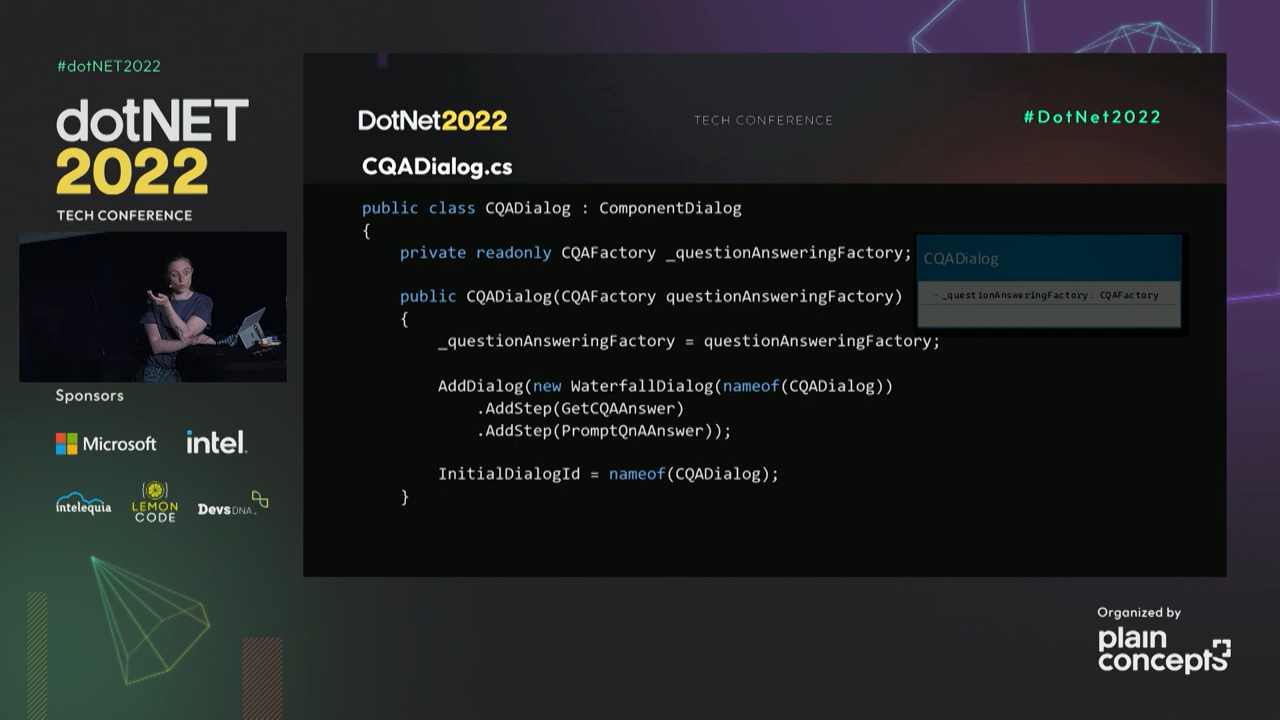 #dotNET2022
dotNET
2022
TECH CONFERENCE
Sponsors
Microsoft
intel.
intelequia
{LEMON
CODE
DevsDNA_
DotNet2022
TECH CONFERENCE
#DotNet2022
CQADialog.cs
public class CQADialog : ComponentDialog
{
private readonly CQAFactory _questionAnsweringFactory;
public CQADialog(CQAFactory questionAnsweringFactory)
{
_questionAnsweringFactory = questionAnsweringFactory;
AddDialog(new WaterfallDialog(nameof(CQADialog))
.AddStep(GetCQAAnswer)
.AddStep(PromptQnAAnswer));
InitialDialogId = nameof(CQADialog);
}
CQADialog
- _questionAnsweringFactory: CQAFactory
Organized by
plain
concepts